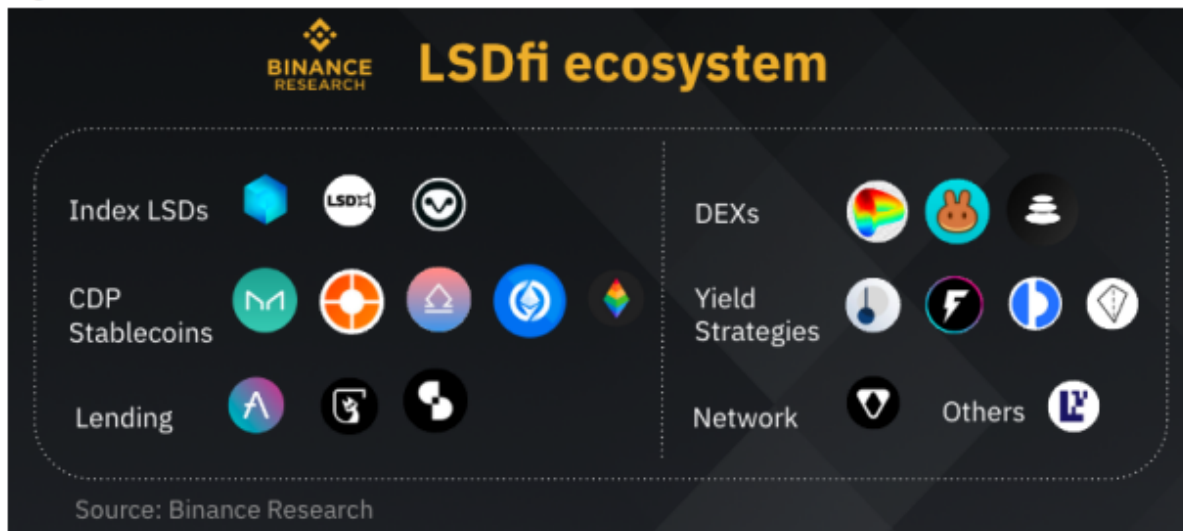 BINANCE
RESEARCH
LSDfi ecosystem
Index LSDs
LSD
CDP
Stablecoins
Lending
DEXs
Yield
Strategies
Network
Others
Source: Binance Research